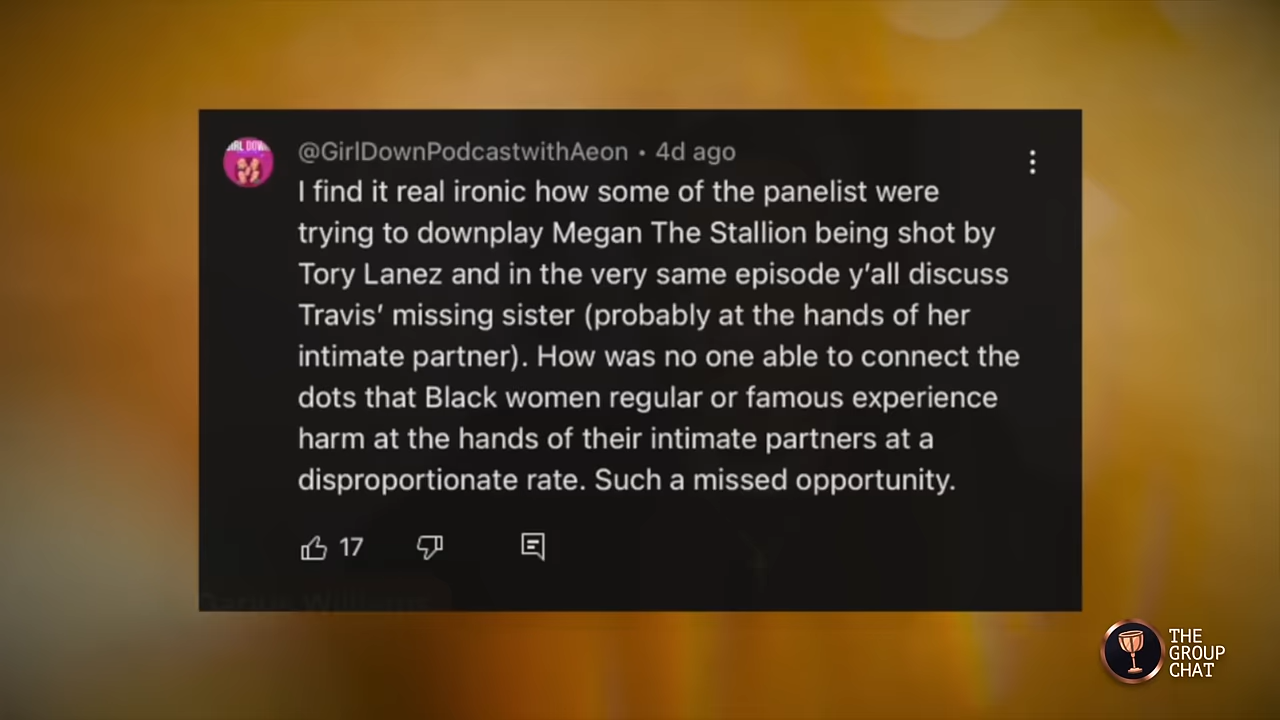 @GirlDownPodcastwithAeon • 4d ago
I find it real ironic how some of the panelist were
trying to downplay Megan The Stallion being shot by
Tory Lanez and in the very same episode y’all discuss
Travis’ missing sister (probably at the hands of her
intimate partner). How was no one able to connect the
dots that Black women regular or famous experience
harm at the hands of their intimate partners at a
disproportionate rate. Such a missed opportunity.
17
Darius Williams
THE
GROUP
CHAT